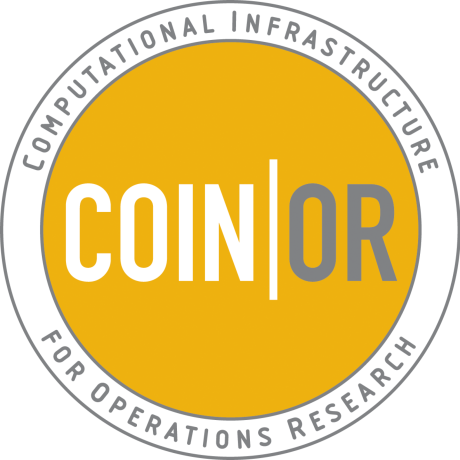 COMPUTATIONAL INFRASTRUCTURE
COIN|OR
FOR OPERATIONS RESEARCH